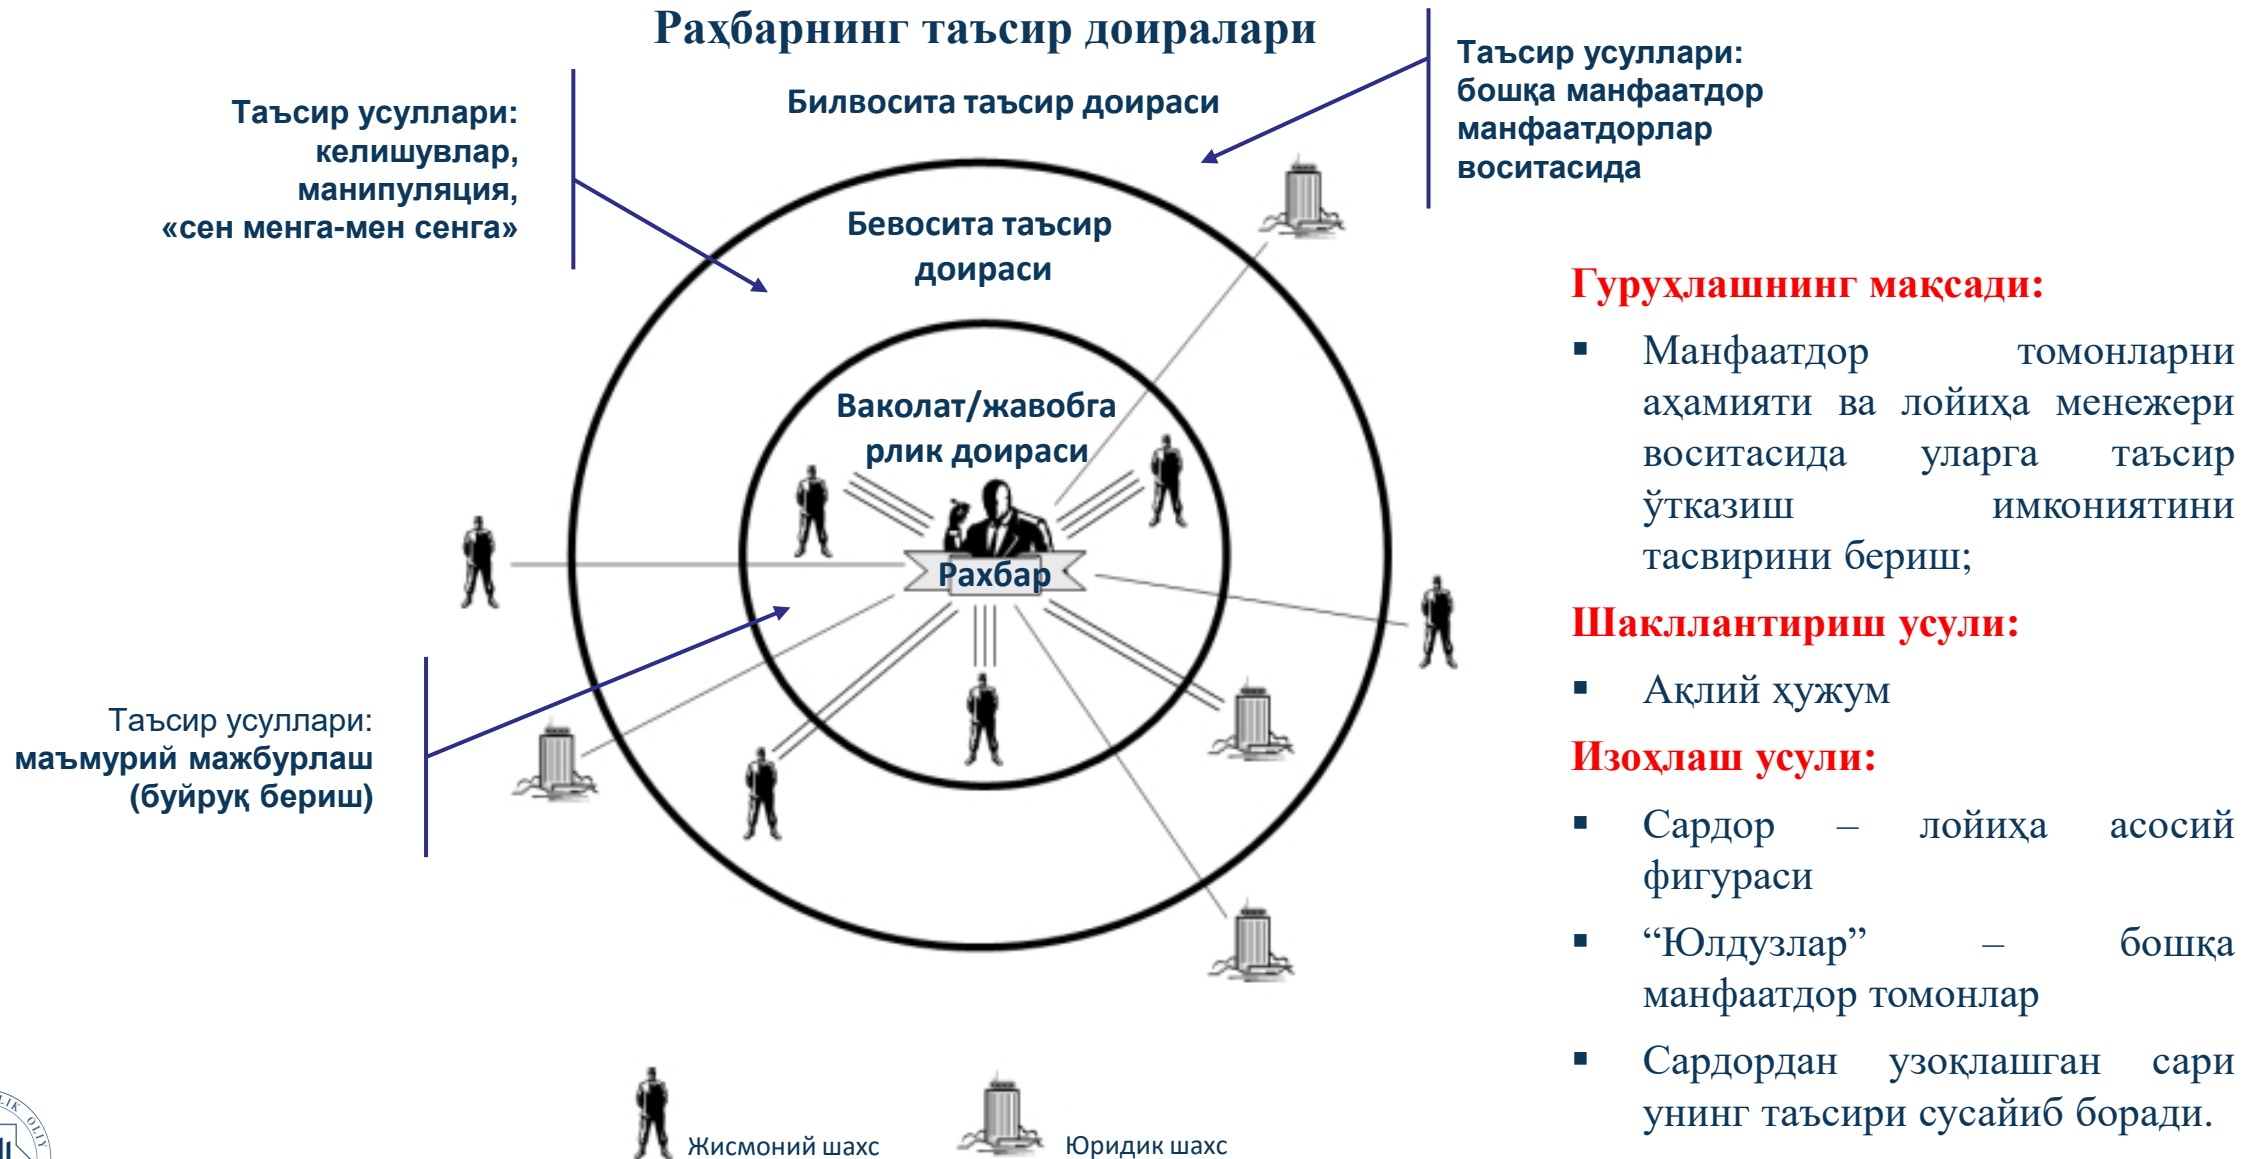 Раҳбарнинг таъсир доиралари
Билвосита таъсир доираси
Таъсир усуллари:
келишувлар,
манипуляция,
«сен менга-мен сенга»
Таъсир усуллари:
бошқа манфаатдор
манфаатдорлар
воситасида
Бевосита таъсир
доираси
Ваколат/жавобга
рлик доираси
Рахбар
Таъсир усуллари:
маъмурий мажбурлаш
(буйруқ бериш)
Гуруҳлашнинг мақсади:
▪ Манфаатдор томонларни
аҳамияти ва лойиҳа менежери
воситасида уларга таъсир
ўтказиш имкониятини
тасвирини бериш;
Шакллантириш усули:
▪ Ақлий ҳужум
Изоҳлаш усули:
▪ Сардор – лойиҳа асосий
фигураси
▪ “Юлдузлар” – бошқа
манфаатдор томонлар
▪ Сардордан узоқлашган сари
унинг таъсири сусайиб боради.
Жисмоний шахс
Юридик шахс
OLIY